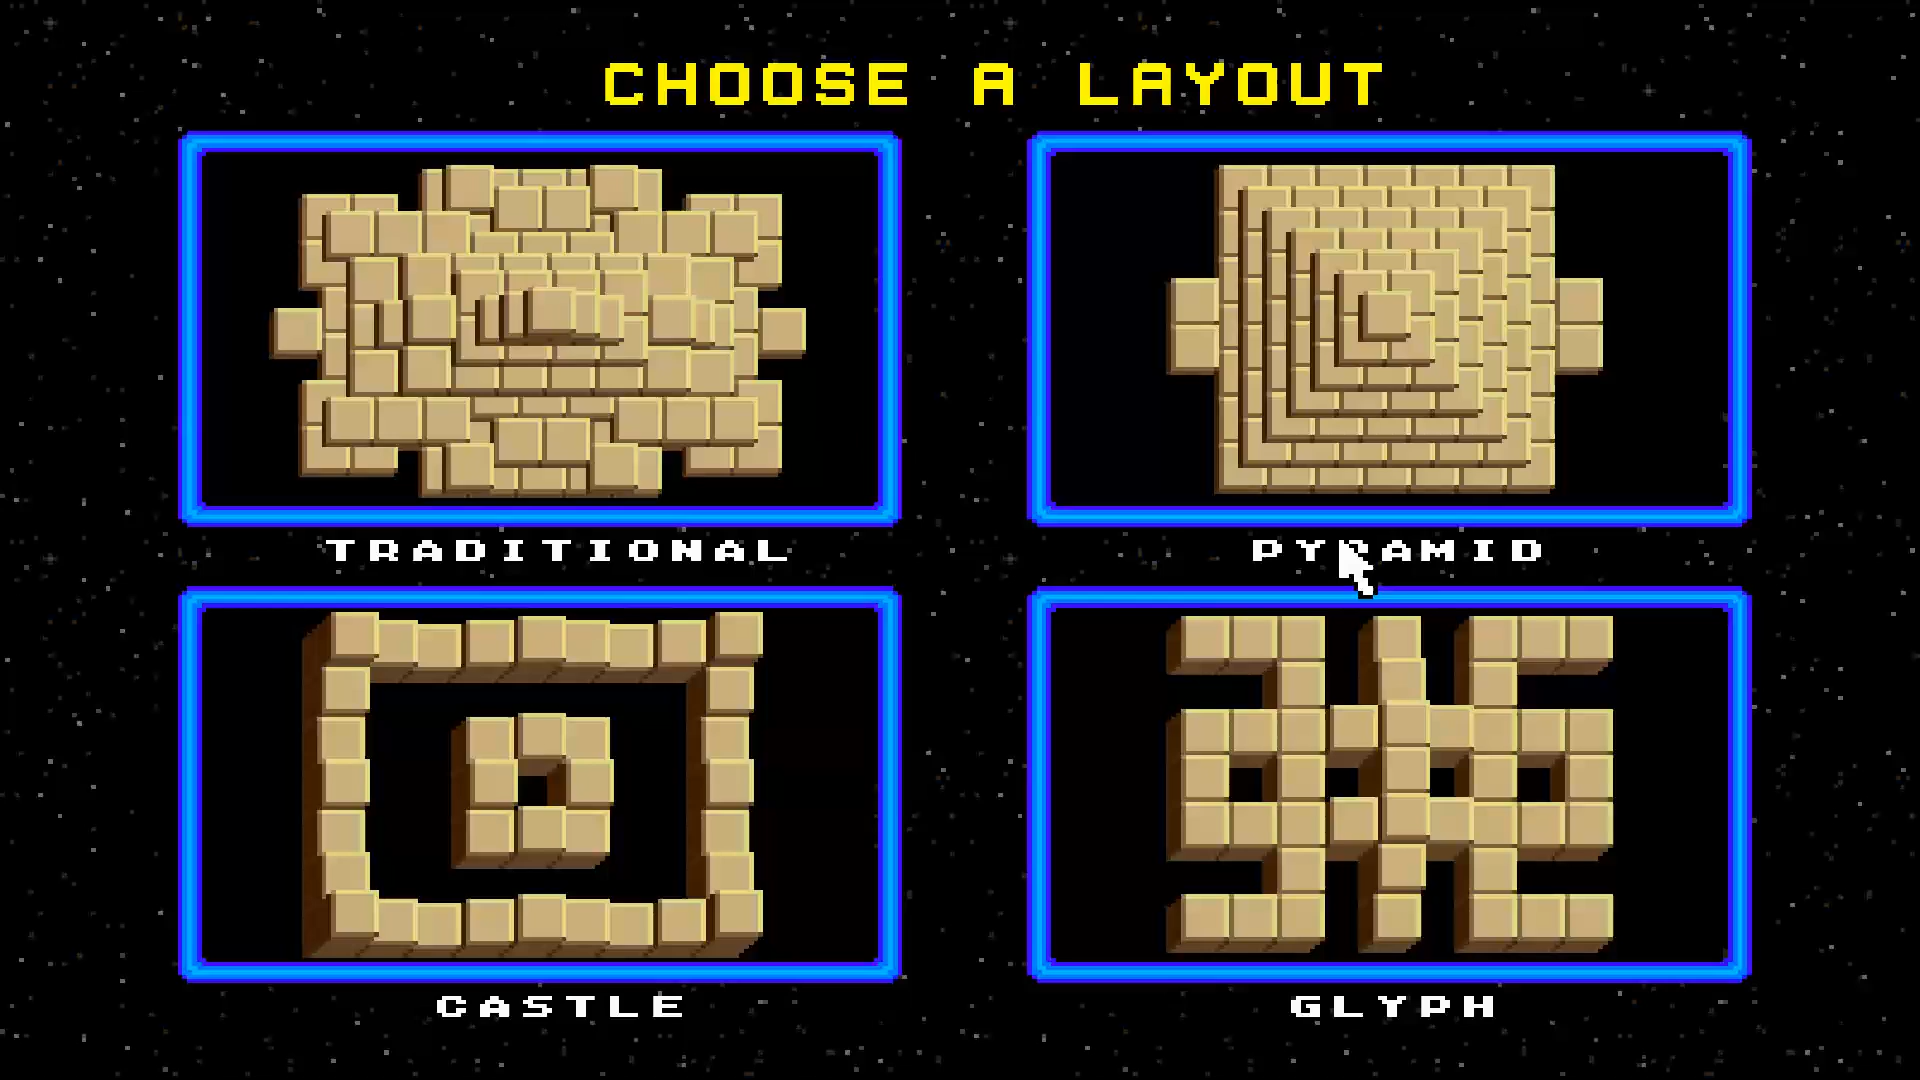 CHOOSE A LAYOUT
TRADITIONAL
PYRAMID
CASTLE
GLYPH